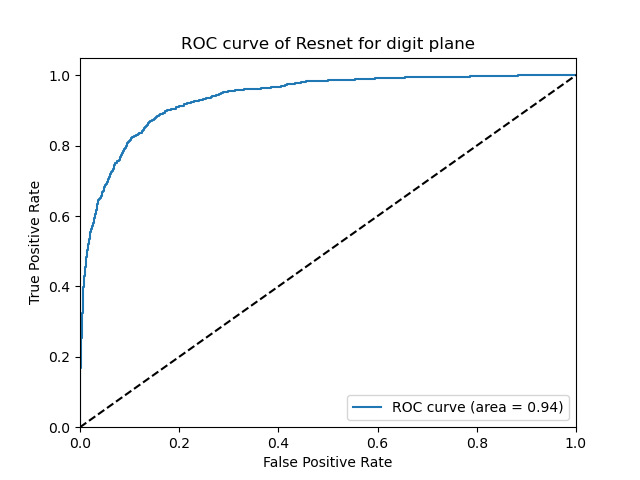 ROC curve of Resnet for digit plane
True Positive Rate
1.0
0.8
0.6
0.4
0.2
0.0
ROC curve (area = 0.94)
0.0 0.2 0.4 0.6 0.8 1.0
False Positive Rate